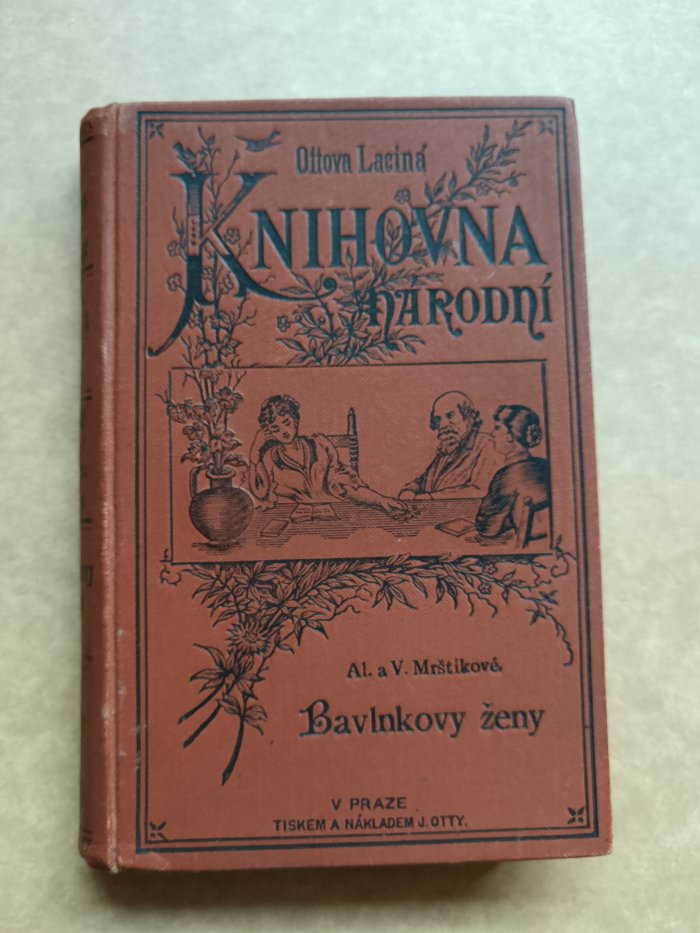 Ottova Laciná
KNIHOVNA
NÁRODNÍ
Al. a V. Mrštíkové.
Bavlnkovy ženy
V PRAZE
TISKEM A NÁKLADEM J. OTTY.